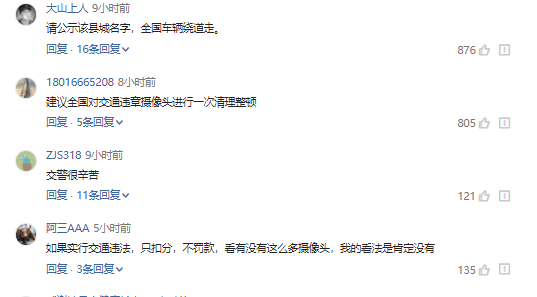 大山上人 9小时前
请公示该县城名字，全国车辆绕道走。
回复 · 16条回复
876
18016665208 8小时前
建议全国对交通违章摄像头进行一次清理整顿
回复 · 5条回复
805
ZJS318 9小时前
交警很辛苦
回复 · 11条回复
121
阿三AAA 5小时前
如果实行交通违法，只扣分，不罚款，看有没有这么多摄像头，我的看法是肯定没有
回复 · 3条回复
135